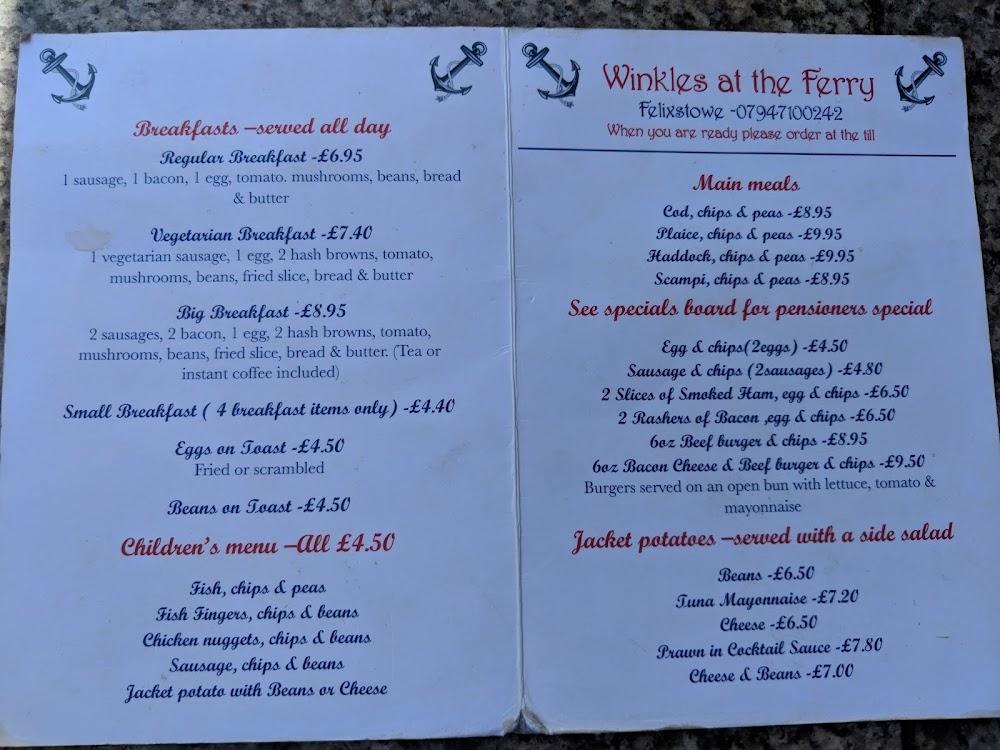 Breakfasts –served all day
Regular Breakfast -£6.95
1 sausage, 1 bacon, 1 egg, tomato. mushrooms, beans, bread
& butter
Vegetarian Breakfast -£7.40
1 vegetarian sausage, 1 egg, 2 hash browns, tomato,
mushrooms, beans, fried slice, bread & butter
Big Breakfast -£8.95
2 sausages, 2 bacon, 1 egg, 2 hash browns, tomato,
mushrooms, beans, fried slice, bread & butter. (Tea or
instant coffee included)
Small Breakfast ( 4 breakfast items only) -£4.40
Eggs on Toast -£4.50
Fried or scrambled
Beans on Toast -£4.50
Children's menu –All £4.50
Fish, chips & peas
Fish Fingers, chips & beans
Chicken nuggets, chips & beans
Sausage, chips & beans
Jacket potato with Beans or Cheese
Winkles at the Ferry
Felixstowe -07947100242
When you are ready please order at the till
Main meals
Cod, chips & peas -£8.95
Plaice, chips & peas -£9.95
Haddock, chips & peas -£9.95
Scampi, chips & peas -£8.95
See specials board for pensioners special
Egg & chips(2eggs) -£4.50
Sausage & chips (2sausages) -£4.80
2 Slices of Smoked Ham, egg & chips -£6.50
2 Rashers of Bacon ,egg & chips -£6.50
6oz Beef burger & chips -£8.95
6oz Bacon Cheese & Beef burger & chips -£9.50
Burgers served on an open bun with lettuce, tomato &
mayonnaise
Jacket potatoes –served with a side salad
Beans -£6.50
Tuna Mayonnaise -£7.20
Cheese -£6.50
Prawn in Cocktail Sauce -£7.80
Cheese & Beans -£7.00